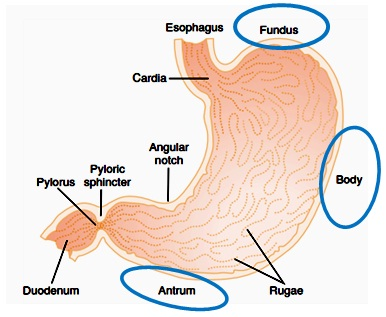 Esophagus
Fundus
Cardia
Angular
notch
Pyloric
sphincter
Pylorus
Body
Duodenum
Antrum
Rugae